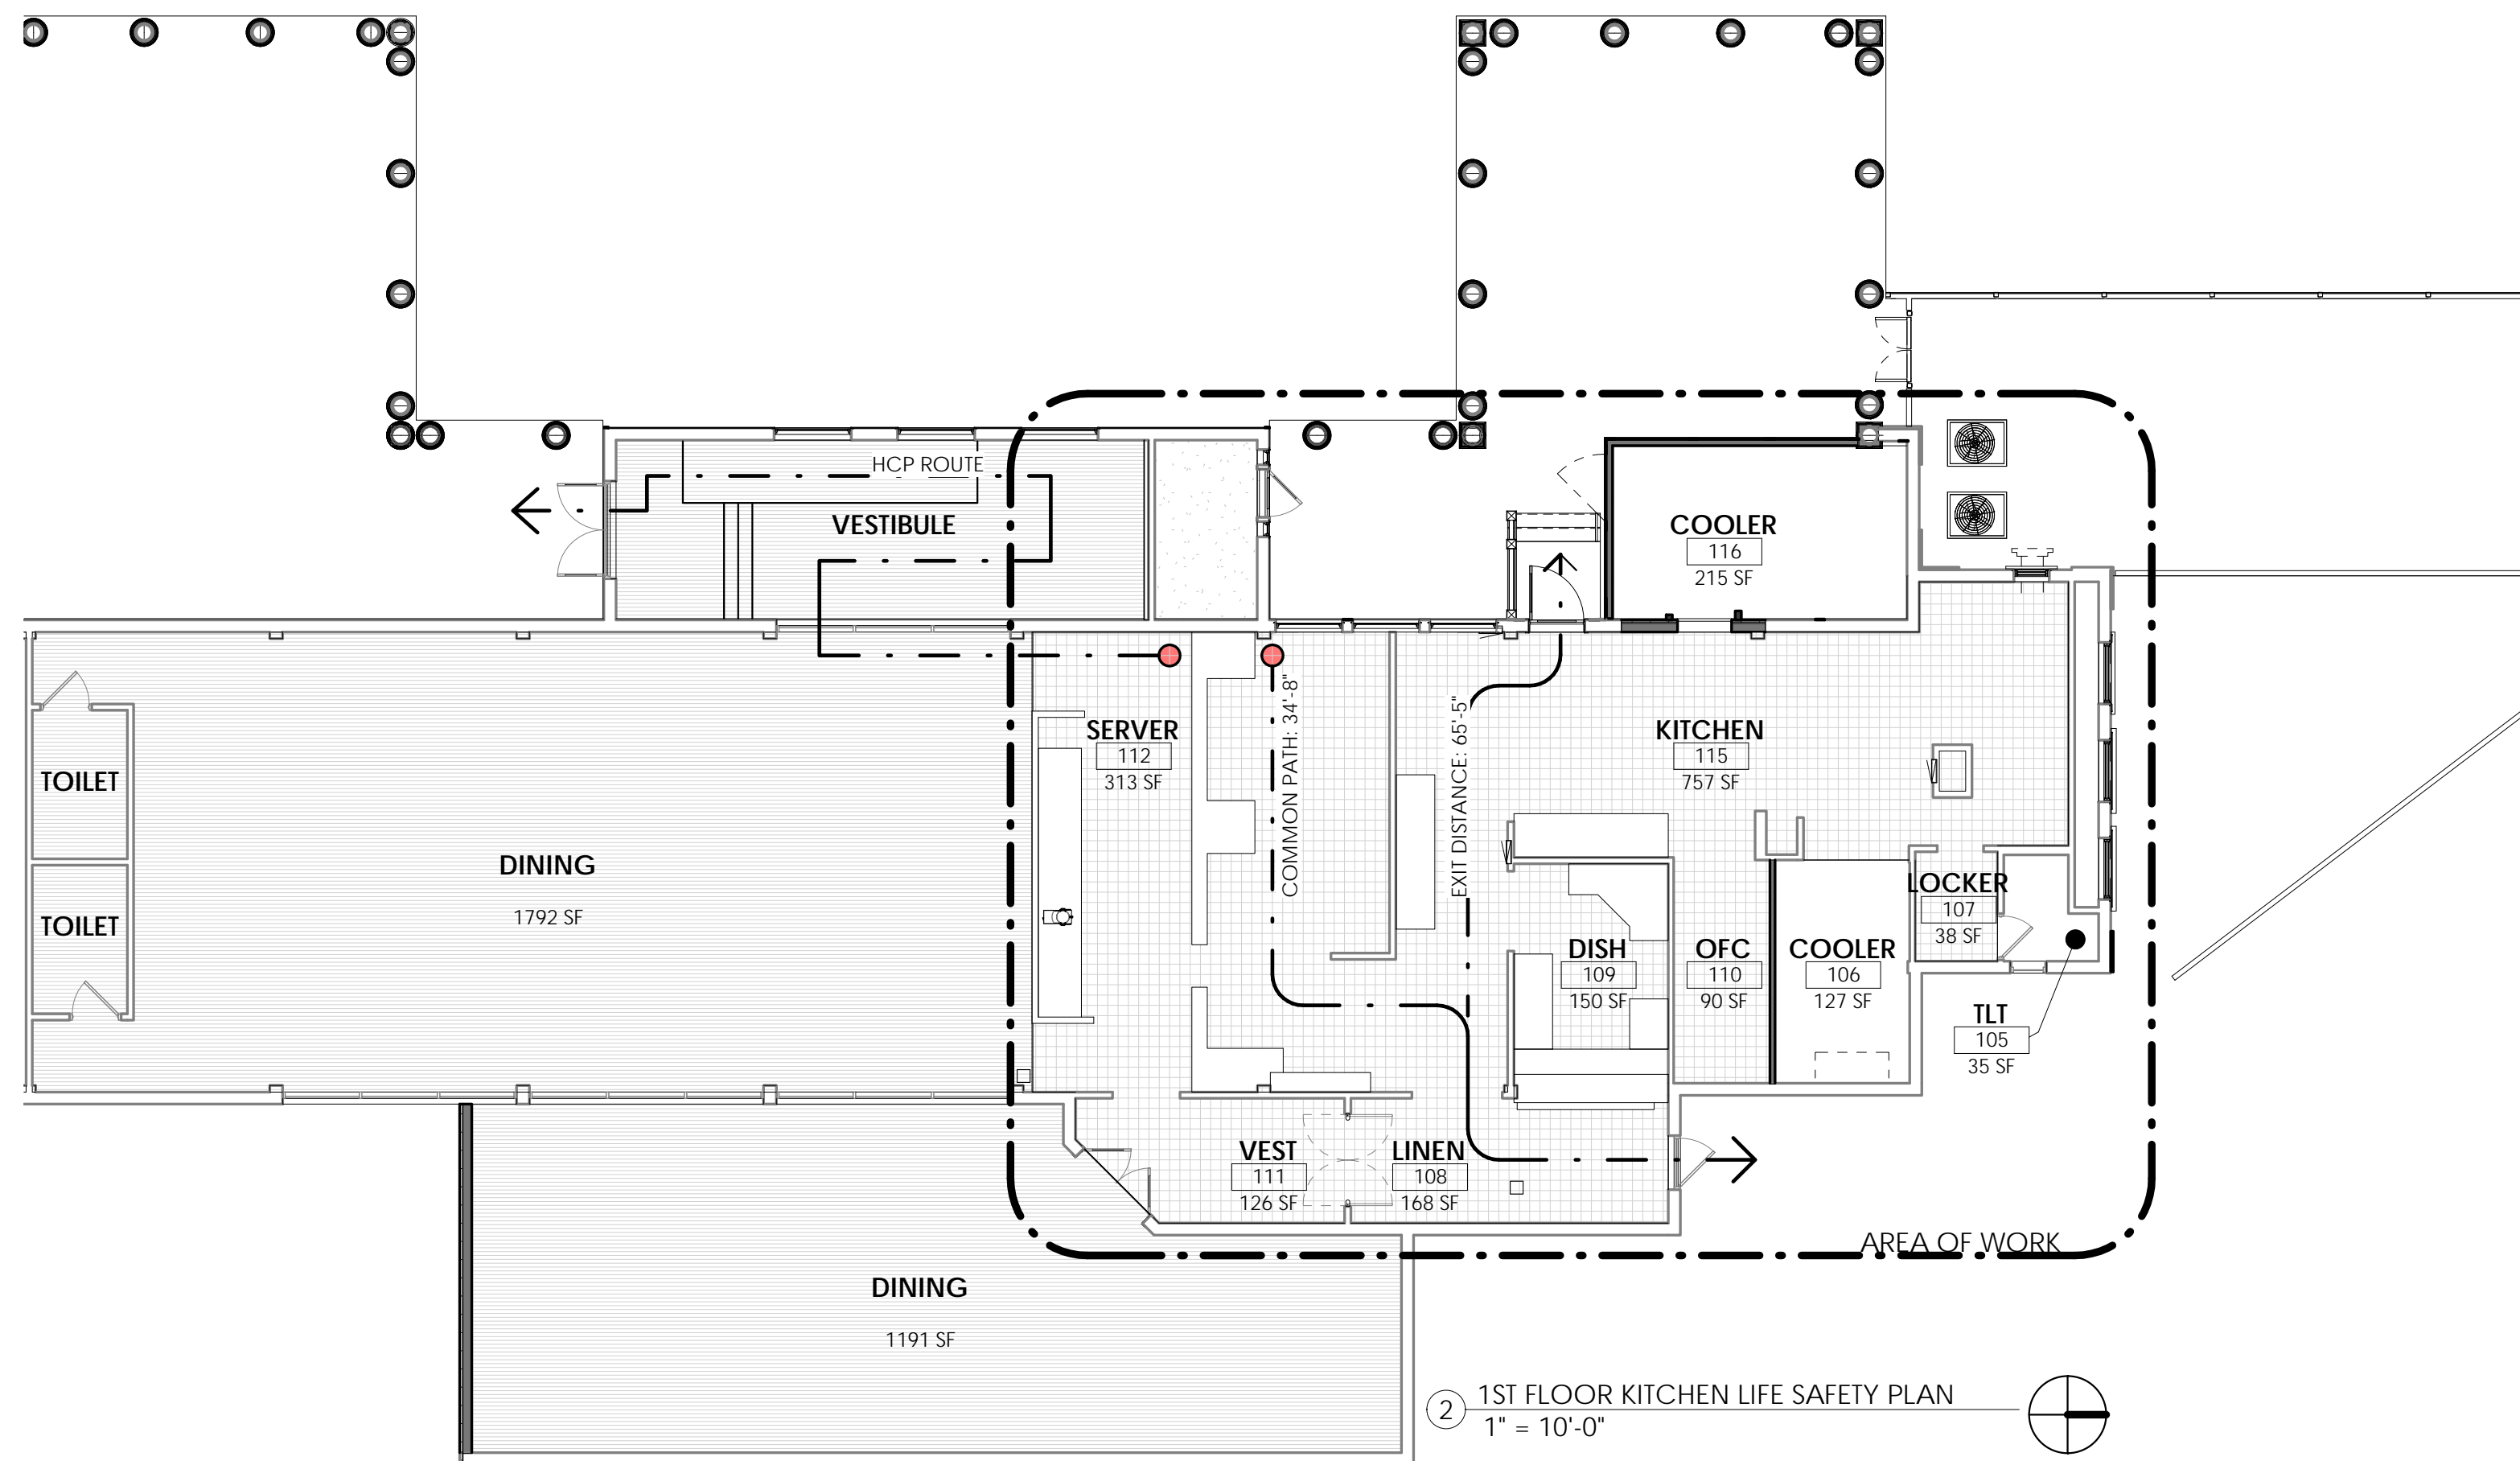 HCP ROUTE
VESTIBULE
COOLER
116
215 SF
SERVER
112
313 SF
COMMON PATH: 34'-8"
EXIT DISTANCE: 65'-5"
KITCHEN
115
757 SF
TOILET
TOILET
DINING
1792 SF
LOCKER
107
38 SF
DISH
109
150 SF
OFC
110
90 SF
COOLER
106
127 SF
TLT
105
35 SF
VEST
111
126 SF
LINEN
108
168 SF
AREA OF WORK
DINING
1191 SF
2
1ST FLOOR KITCHEN LIFE SAFETY PLAN
1" = 10'-0"